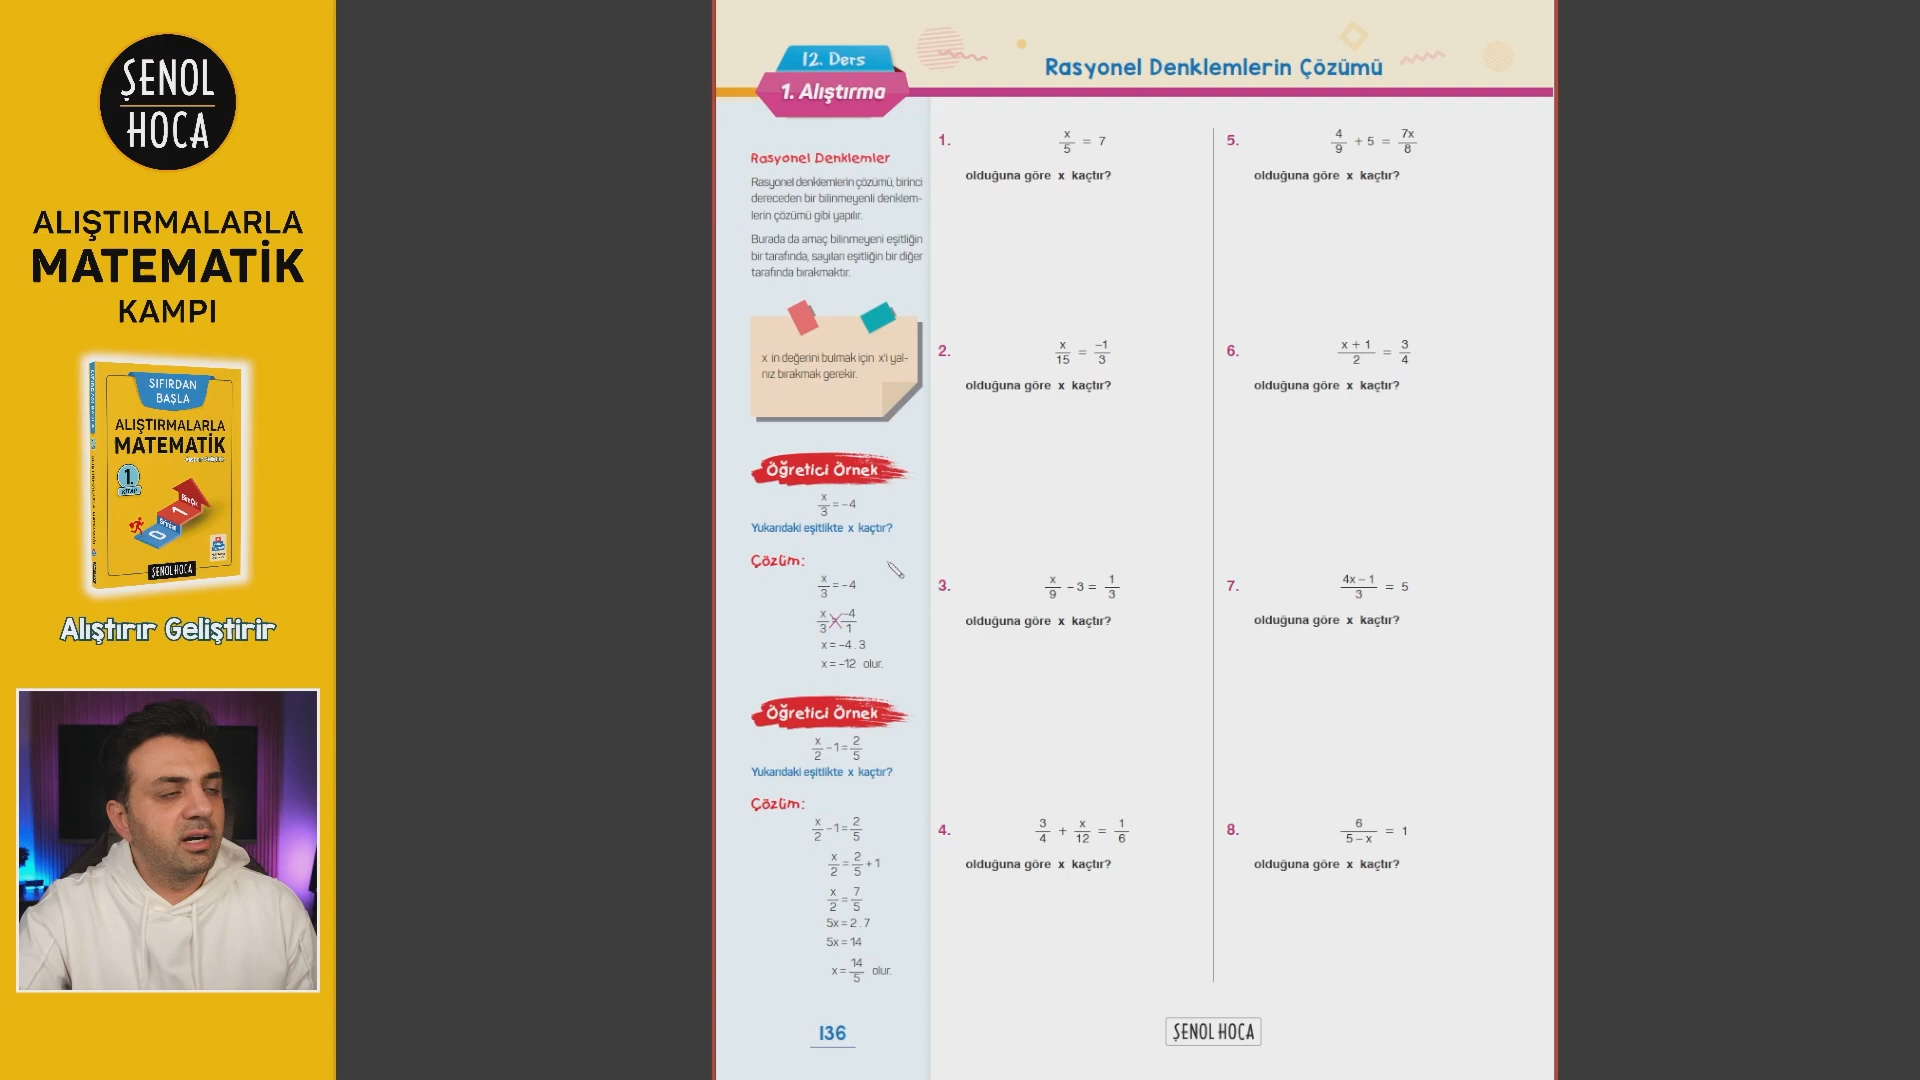 ŞENOL
HOCA
ALIŞTIRMALARLA
MATEMATİK
KAMPI
SIFIRDAN
BAŞLA
ALIŞTIRMALARLA
MATEMATİK
1.
KİTAP
1
0
ŞENOL HOCA
Alıştırır Geliştirir
12. Ders
1. Alıştırma
Rasyonel Denklemlerin Çözümü
Rasyonel Denklemler
Rasyonel denklemlerin çözümü, birinci
dereceden bir bilinmeyenli denklem-
lerin çözümü gibi yapılır.
Burada da amaç bilinmeyeni eşitliğin
bir tarafında, sayıları eşitliğin bir diğer
tarafında bırakmaktır.
x in değerini bulmak için x'i yal-
nız bırakmak gerekir.
Öğretici Örnek
x/3 = -4
Yukarıdaki eşitlikte x kaçtır?
Çözüm:
x/3 = -4
x/3 -4/1
x = -4 . 3
x = -12 olur.
Öğretici Örnek
x/2 - 1 = 2/5
Yukarıdaki eşitlikte x kaçtır?
Çözüm:
x/2 - 1 = 2/5
x/2 = 2/5 + 1
x/2 = 7/5
5x = 2 . 7
5x = 14
x = 14/5 olur.
136
1. x/5 = 7
olduğuna göre x kaçtır?
2. x/15 = -1/3
olduğuna göre x kaçtır?
3. x/9 - 3 = 1/3
olduğuna göre x kaçtır?
4. 3/4 + x/12 = 1/6
olduğuna göre x kaçtır?
5. 4/9 + 5 = 7x/8
olduğuna göre x kaçtır?
6. x + 1/2 = 3/4
olduğuna göre x kaçtır?
7. 4x - 1/3 = 5
olduğuna göre x kaçtır?
8. 6/5 - x = 1
olduğuna göre x kaçtır?
ŞENOL HOCA